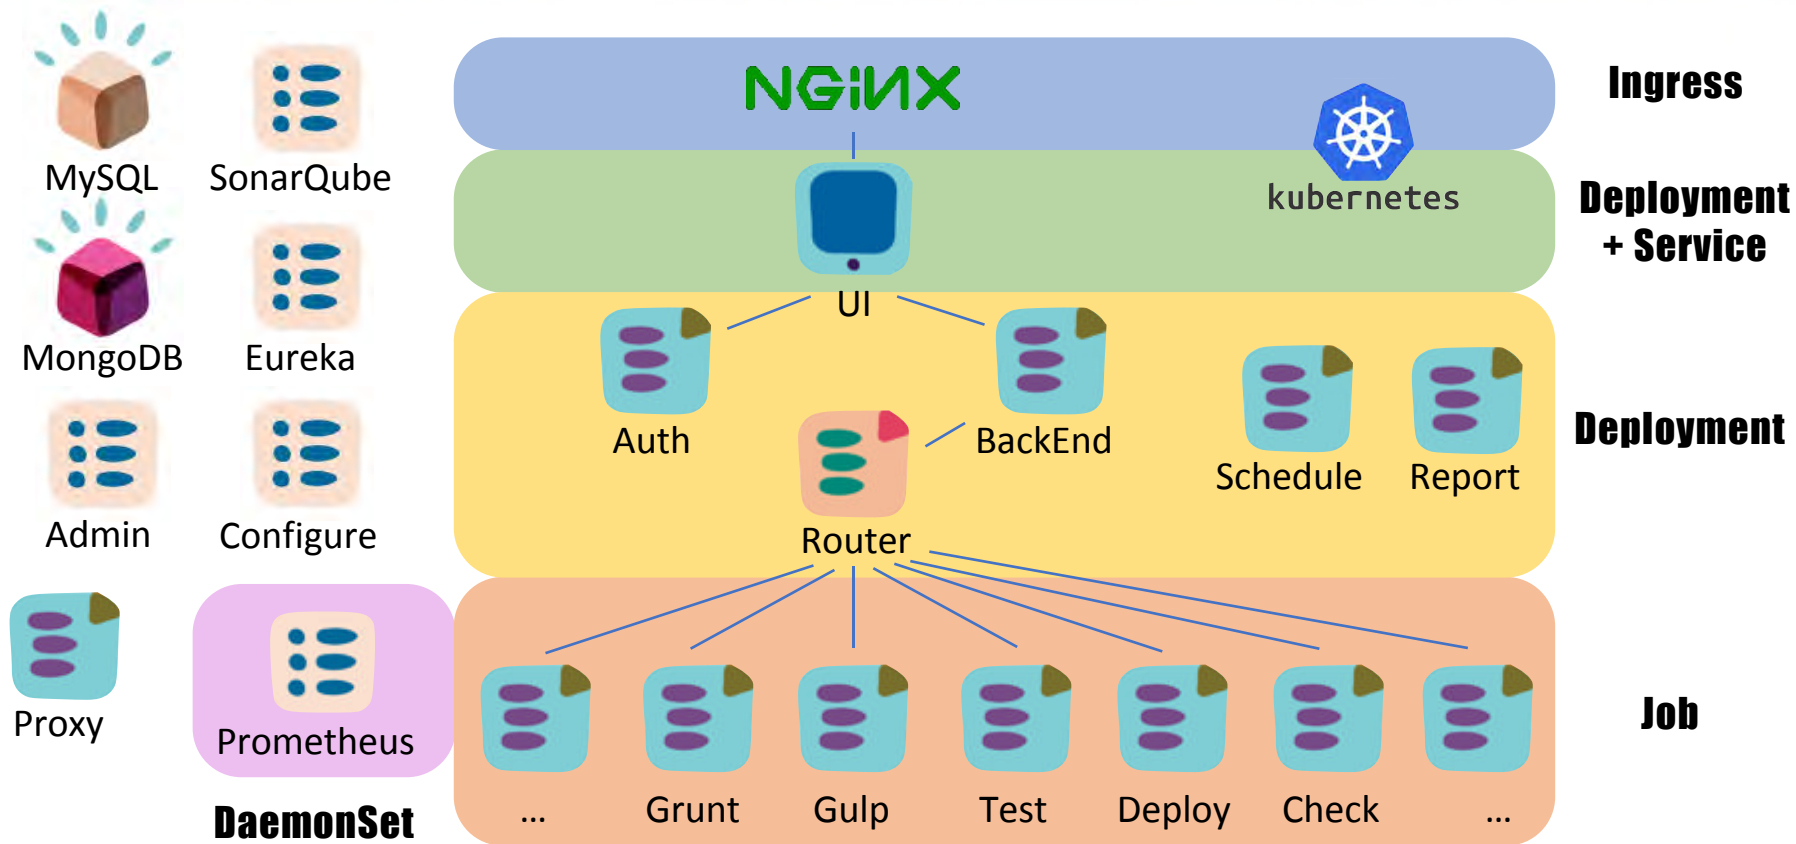 NGINX
Ingress
MySQL
SonarQube
kubernetes
Deployment
+ Service
UI
MongoDB
Eureka
Auth
BackEnd
Schedule
Report
Deployment
Admin
Configure
Router
Proxy
Prometheus
Job
DaemonSet
...
Grunt
Gulp
Test
Deploy
Check
...